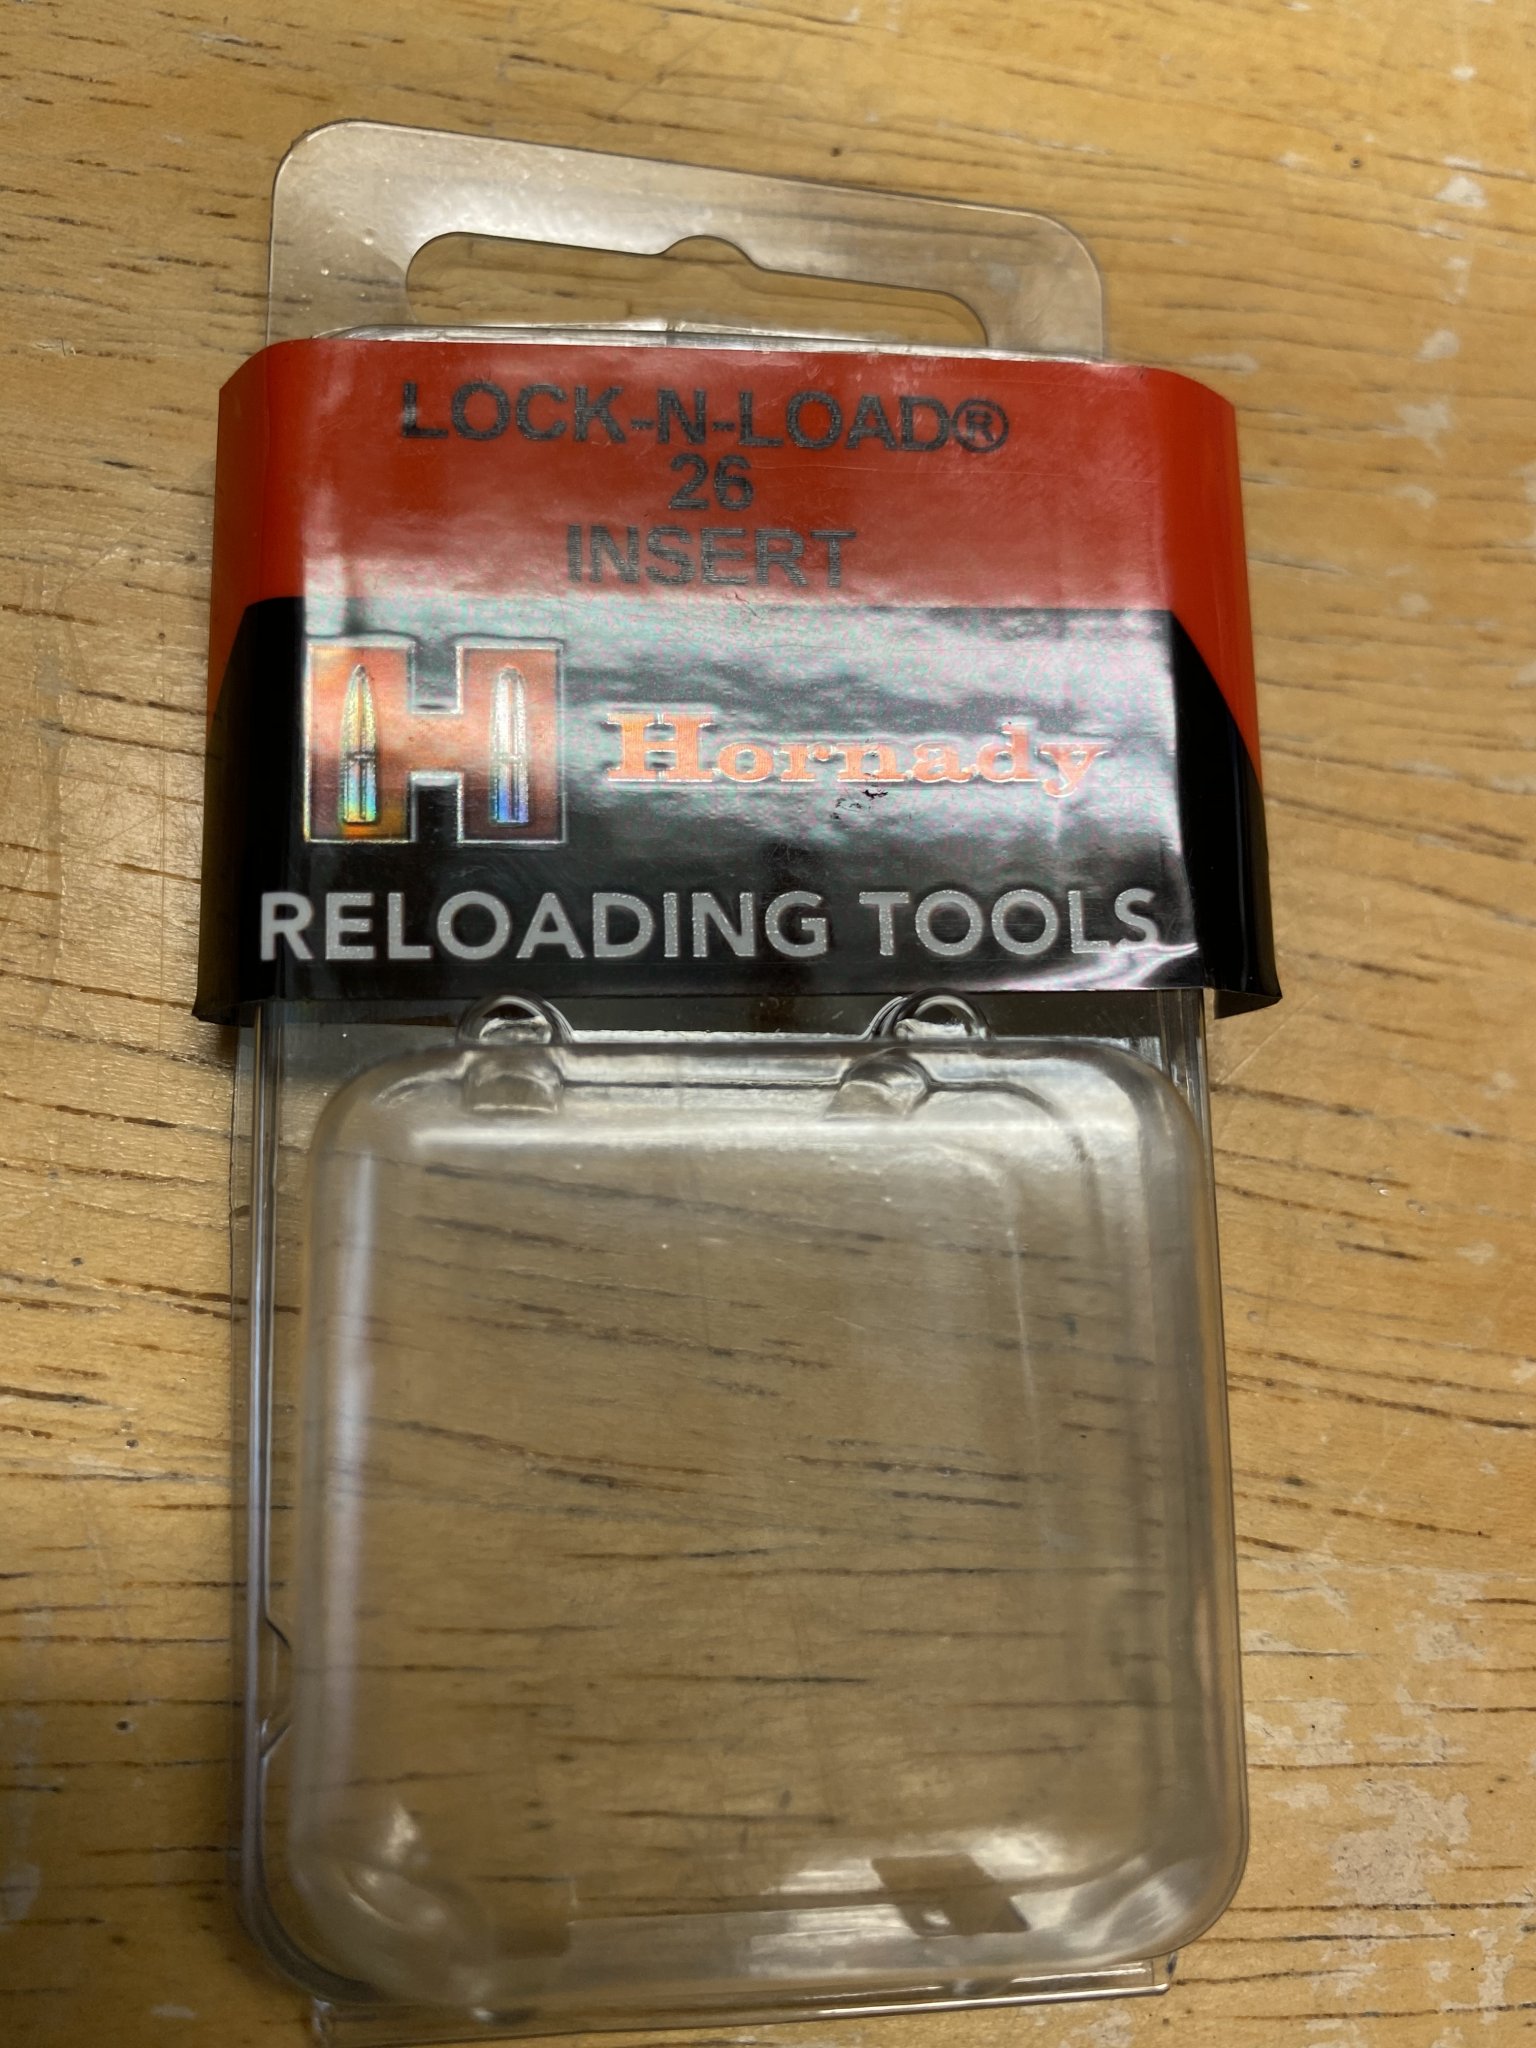 LOCK-N-LOAD®
26
INSERT
H Hornady
RELOADING TOOLS